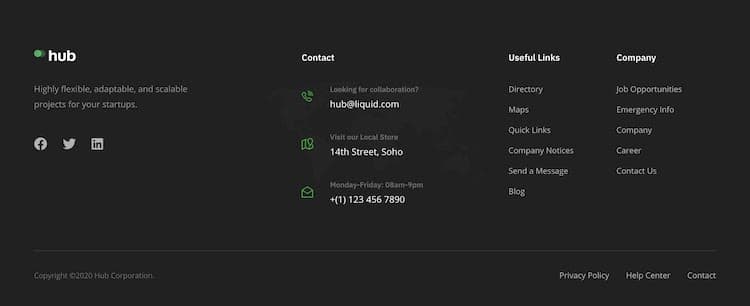 hub
Highly flexible, adaptable, and scalable
projects for your startups.
Contact
Looking for collaboration?
hub@liquid.com
Visit our Local Store
14th Street, Soho
Monday-Friday: 08am-9pm
+(1) 123 456 7890
Useful Links
Directory
Maps
Quick Links
Company Notices
Send a Message
Blog
Company
Job Opportunities
Emergency Info
Company
Career
Contact Us
Copyright ©2020 Hub Corporation.
Privacy Policy
Help Center
Contact